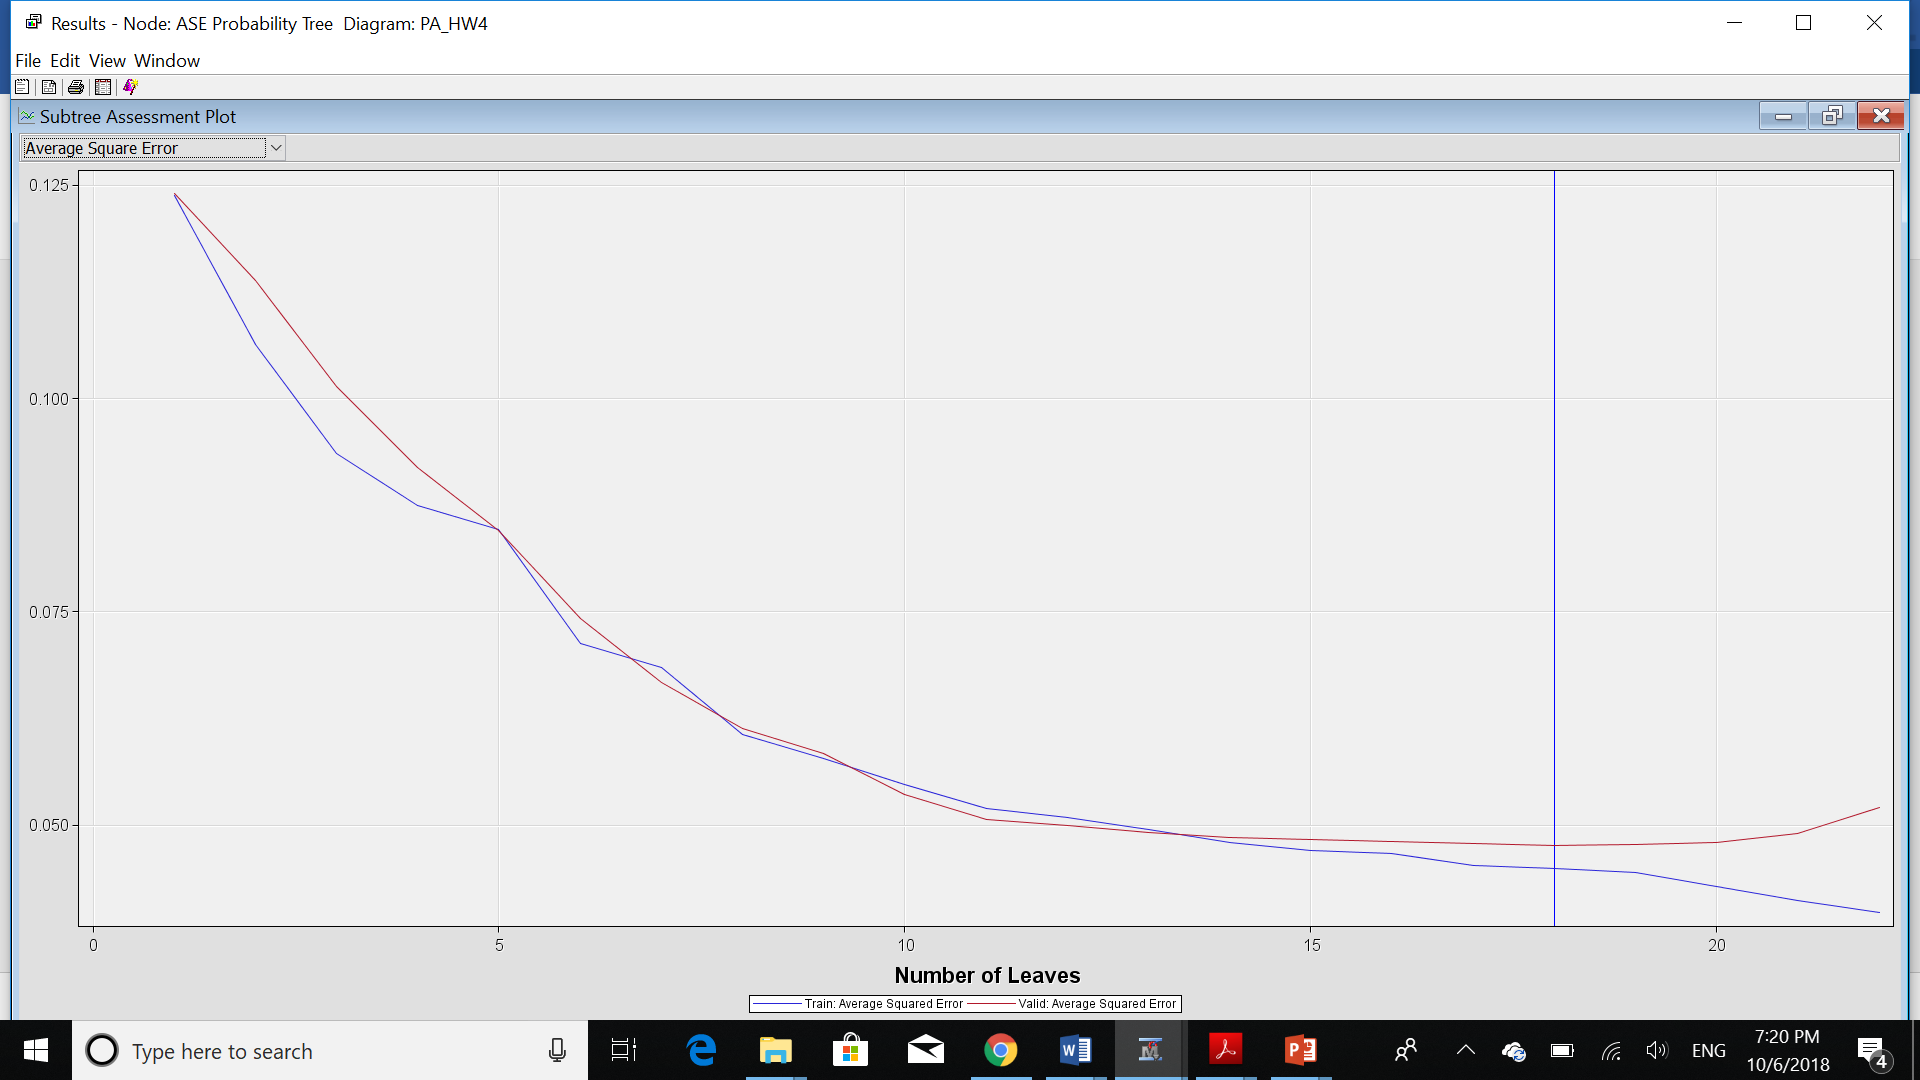 Results - Node: ASE Probability Tree  Diagram: PA_HW4
File Edit View Window
Subtree Assessment Plot
Average Square Error
0.125
0.100
0.075
0.050
0 5 10 15 20
Number of Leaves
Train: Average Squared Error Valid: Average Squared Error
Type here to search
ENG
7:20 PM
10/6/2018
4